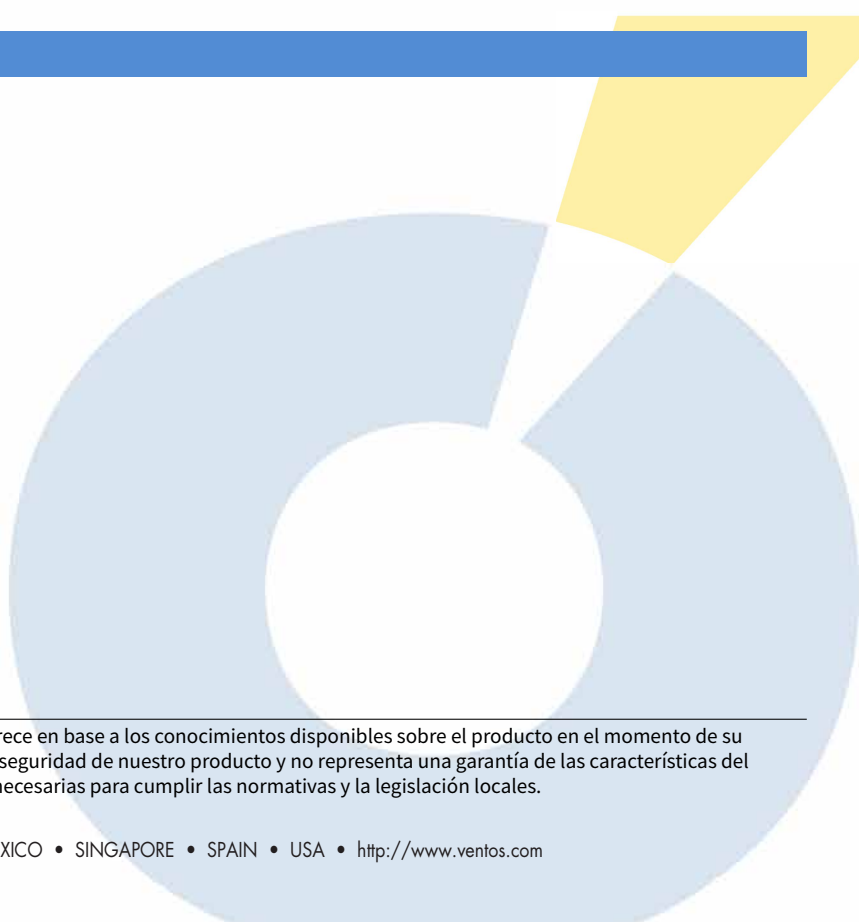 rece en base a los conocimientos disponibles sobre el producto en el momento de su
seguridad de nuestro producto y no representa una garantía de las características del
necesarias para cumplir las normativas y la legislación locales.
XICO • SINGAPORE • SPAIN • USA • http://www.ventos.com